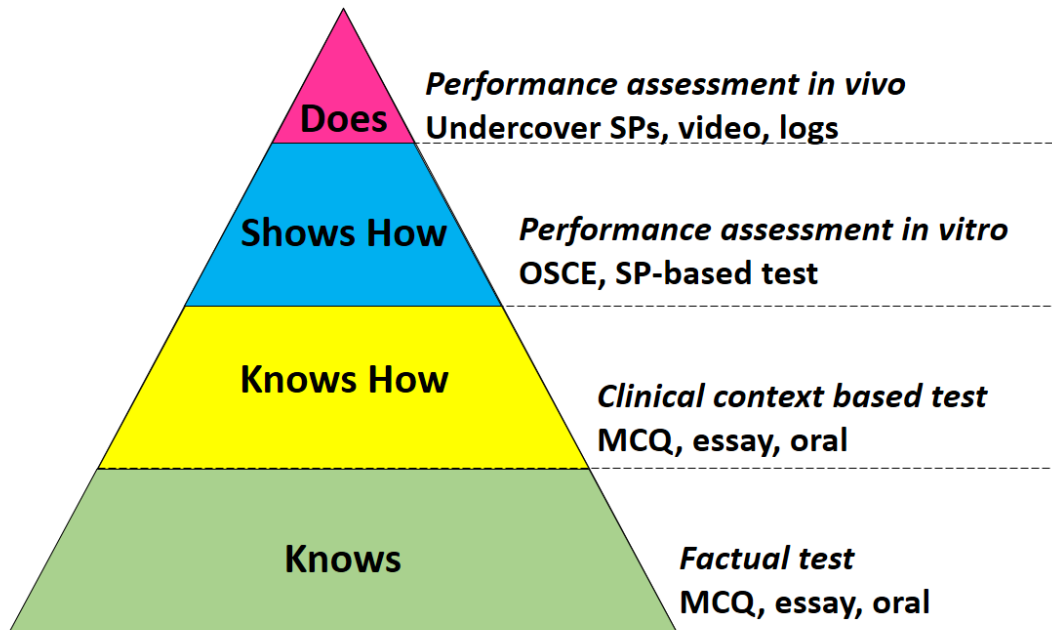 Does
Performance assessment in vivo
Undercover SPs, video, logs
Shows How
Performance assessment in vitro
OSCE, SP-based test
Knows How
Clinical context based test
MCQ, essay, oral
Knows
Factual test
MCQ, essay, oral